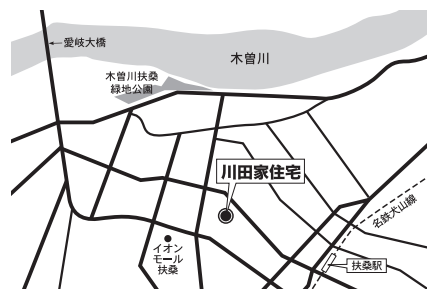 愛岐大橋
木曽川
木曽川扶桑
緑地公園
川田家住宅
名鉄犬山線
イオン
モール
扶桑
扶桑駅